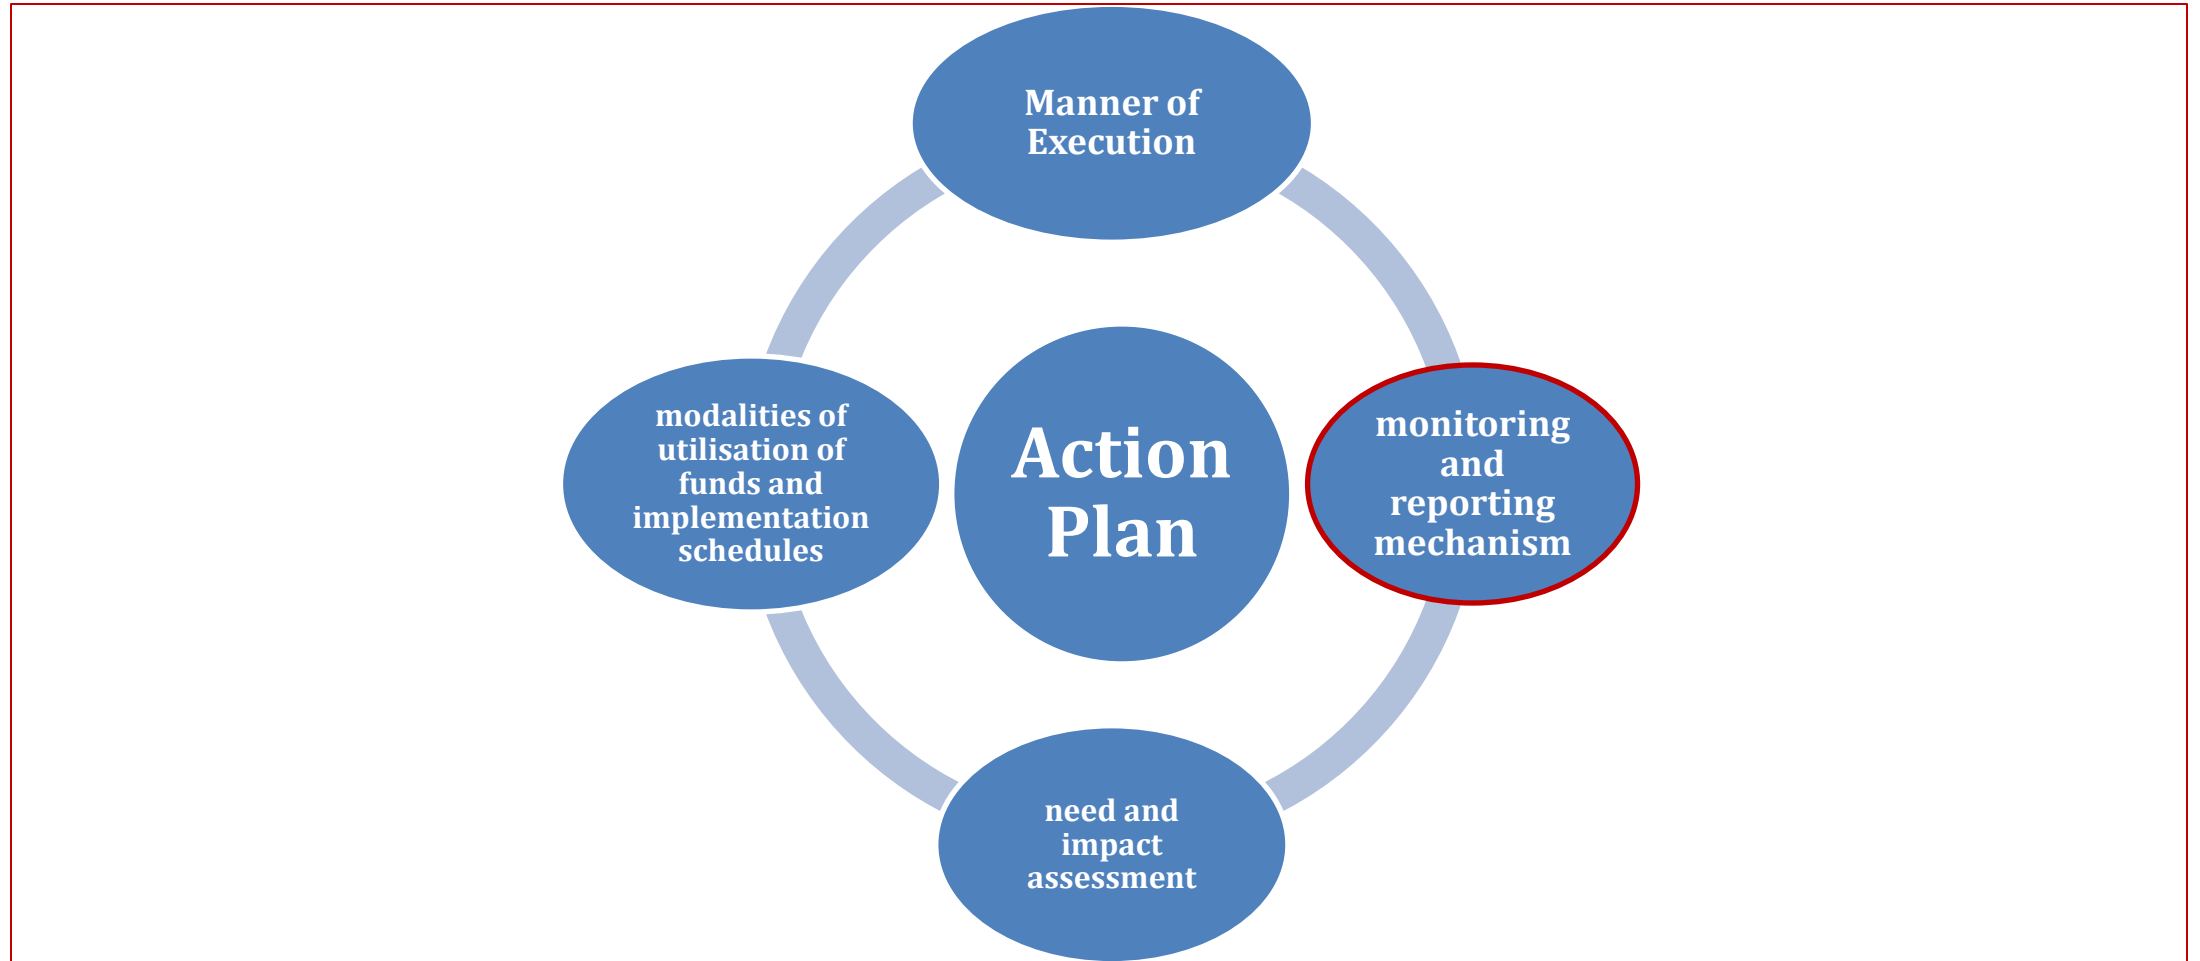 Manner of
Execution
modalities of
utilisation of
funds and
implementation
schedules
Action
Plan
monitoring
and
reporting
mechanism
need and
impact
assessment